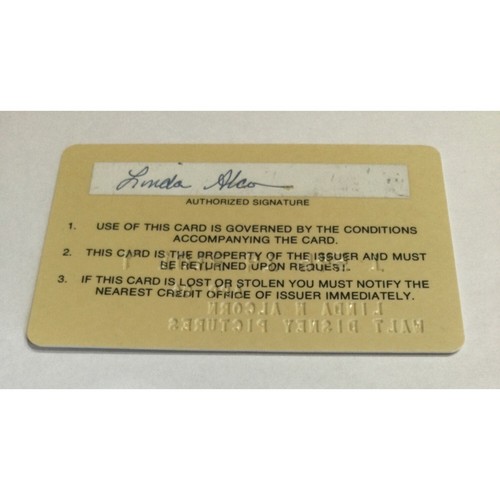 Linda Alco
AUTHORIZED SIGNATURE
1. USE OF THIS CARD IS GOVERNED BY THE CONDITIONS
ACCOMPANYING THE CARD.
2. THIS CARD IS THE PROPERTY OF THE ISSUER AND MUST
BE RETURNED UPON REQUEST.
3. IF THIS CARD IS LOST OR STOLEN YOU MUST NOTIFY THE
NEAREST CREDIT OFFICE OF ISSUER IMMEDIATELY.
LINDA H ALCORN
WALT DISNEY PICTURES